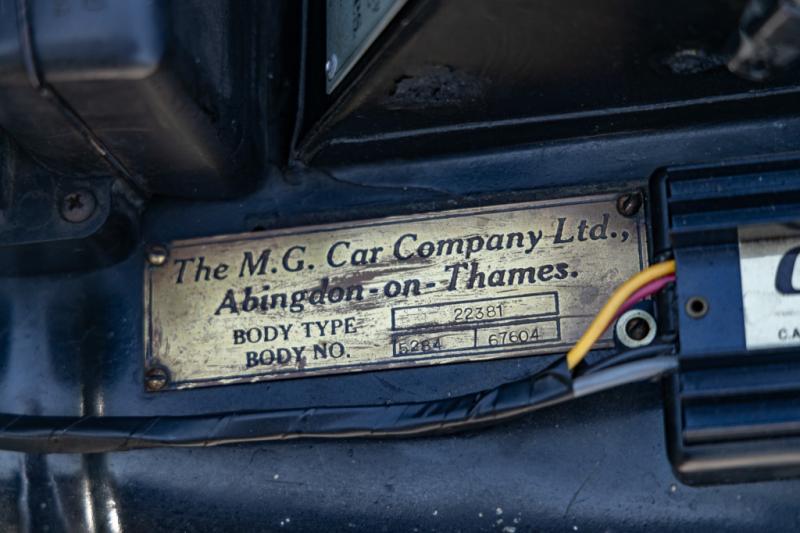 The M.G. Car Company Ltd.,
Abingdon-on-Thames.
BODY TYPE 22381
BODY NO. 5284 67604
C.A